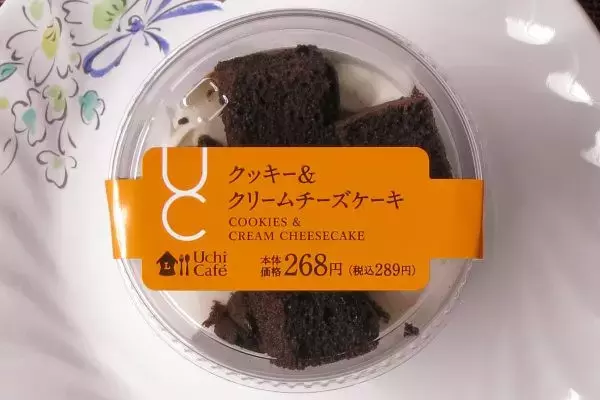 UC
クッキー&
クリームチーズケーキ
COOKIES &
CREAM CHEESECAKE
L
Uchi
Café
本体
価格 268円 (税込289円)